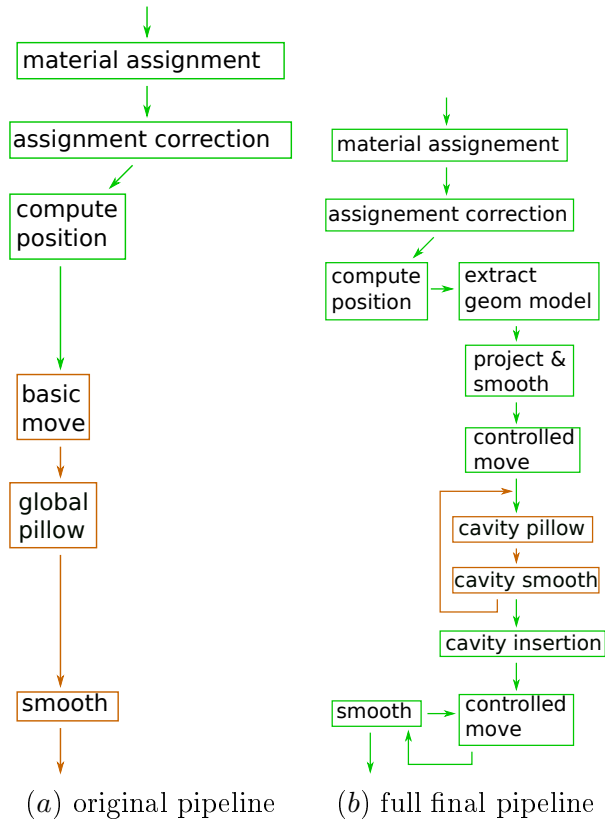 material assignment
assignment correction
compute
position
basic
move
global
pillow
smooth
(a) original pipeline
material assignement
assignement correction
compute
position
extract
geom model
project &
smooth
controlled
move
cavity pillow
cavity smooth
cavity insertion
smooth
controlled
move
(b) full final pipeline